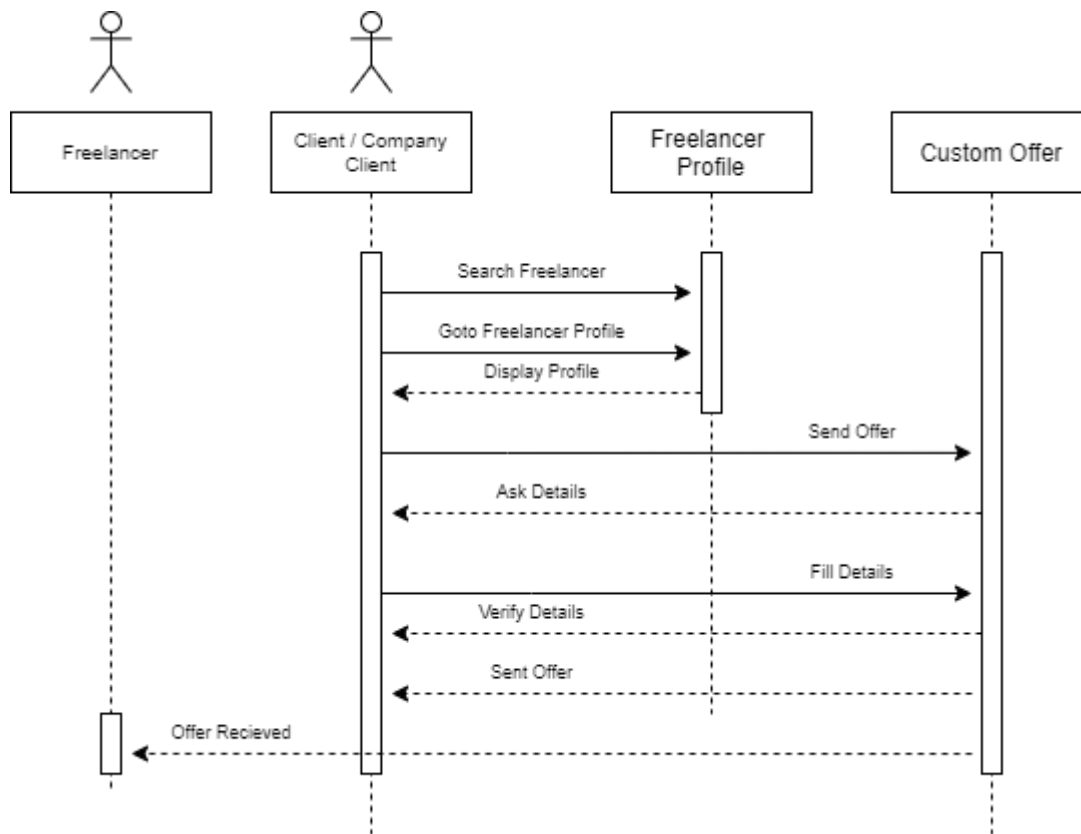 Freelancer
Client / Company
Client
Freelancer
Profile
Custom Offer
Search Freelancer
Goto Freelancer Profile
Display Profile
Send Offer
Ask Details
Fill Details
Verify Details
Sent Offer
Offer Recieved